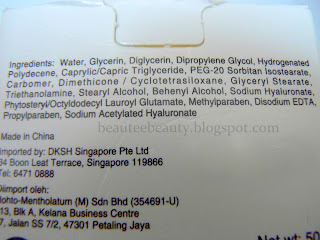 Ingredients: Water, Glycerin, Diglycerin, Dipropylene Glycol, Hydrogenated
Polydecene, Caprylic/Capric Triglyceride, PEG-20 Sorbitan Isostearate,
Carbomer, Dimethicone / Cyclotetrasiloxane, Glyceryl Stearate,
Triethanolamine, Stearyl Alcohol, Behenyl Alcohol, Sodium Hyaluronate,
Phytosteryl/Octyldodecyl Lauroyl Glutamate, Methylparaben, Disodium EDTA,
Propylparaben, Sodium Acetylated Hyaluronate
beauteebeauty.blogspot.com
Made in China
Imported by: DKSH Singapore Pte Ltd
34 Boon Leat Terrace, Singapore 119866
Tel: 6471 0888
Diimport oleh:
Rohto-Mentholatum (M) Sdn Bhd (354691-U)
13, Blk A, Kelana Business Centre
7, Jalan SS 7/2, 47301 Petaling Jaya
Net wt: 50